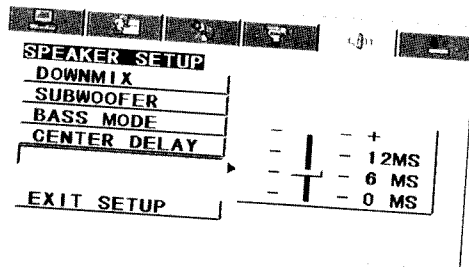 SPEAKER SETUP
DOWNMIX
SUBWOOFER
BASS MODE
CENTER DELAY
- - +
- - 12MS
- - 6 MS
- - 0 MS
EXIT SETUP